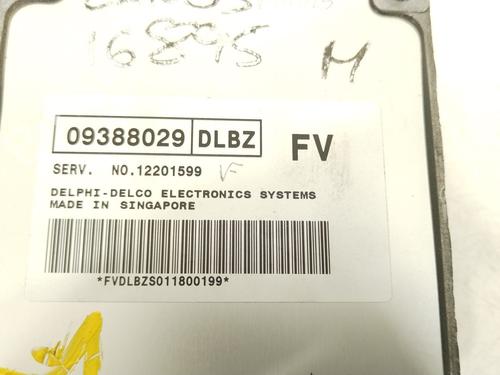 16895
M
09388029 DLBZ FV
SERV. NO.12201599 V
DELPHI-DELCO ELECTRONICS SYSTEMS
MADE IN SINGAPORE
*FVDLBZS011800199*